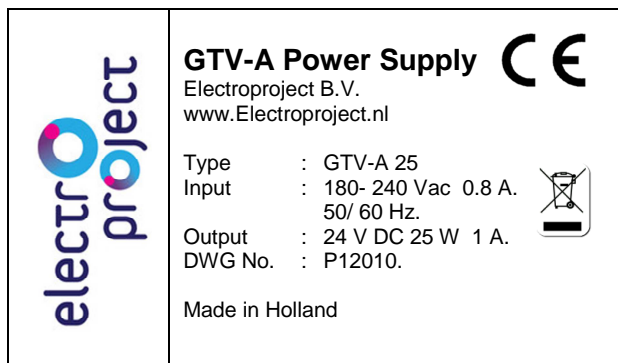 electro
project
GTV-A Power Supply CE
Electroproject B.V.
www.Electroproject.nl
Type : GTV-A 25
Input : 180- 240 Vac 0.8 A.
50/ 60 Hz.
Output : 24 V DC 25 W 1 A.
DWG No. : P12010.
Made in Holland